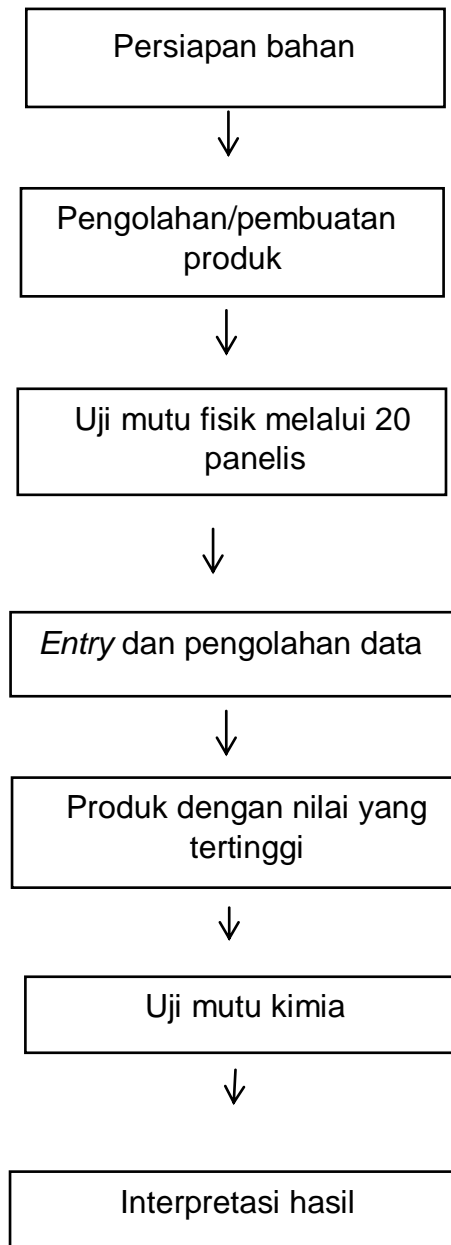 Persiapan bahan
Pengolahan/pembuatan
produk
Uji mutu fisik melalui 20
panelis
Entry dan pengolahan data
Produk dengan nilai yang
tertinggi
Uji mutu kimia
Interpretasi hasil